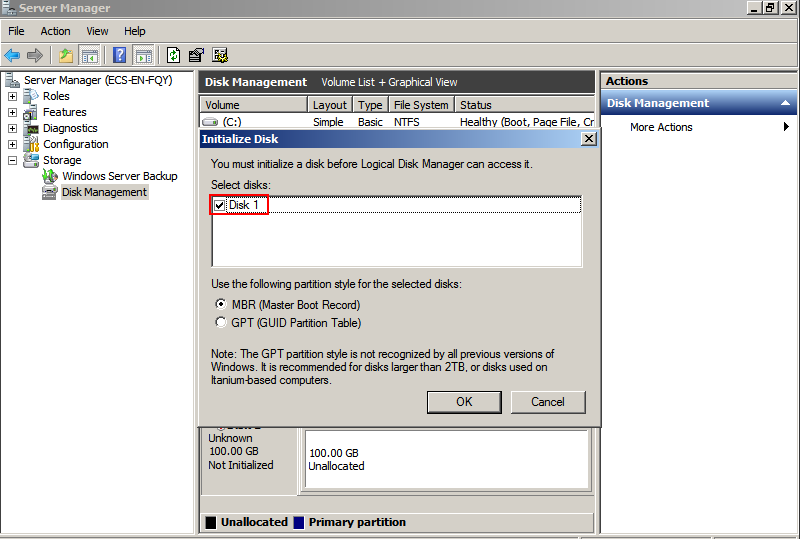 Server Manager
File Action View Help
Server Manager (ECS-EN-FQY)
Roles
Features
Diagnostics
Configuration
Storage
Windows Server Backup
Disk Management
Disk Management Volume List + Graphical View
Volume Layout Type File System Status
(C:) Simple Basic NTFS Healthy (Boot, Page File, Cr
Initialize Disk
You must initialize a disk before Logical Disk Manager can access it.
Select disks:
Disk 1
Use the following partition style for the selected disks:
MBR (Master Boot Record)
GPT (GUID Partition Table)
Note: The GPT partition style is not recognized by all previous versions of
Windows. It is recommended for disks larger than 2TB, or disks used on
Itanium-based computers.
OK Cancel
Unknown
100.00 GB
Not Initialized
100.00 GB
Unallocated
Unallocated Primary partition
Actions
Disk Management
More Actions